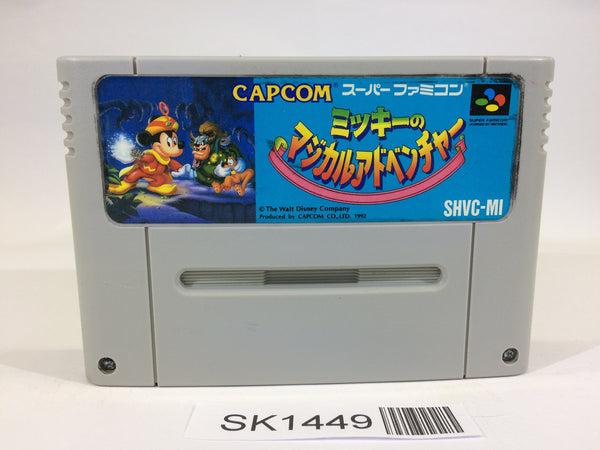 CAPCOM
スーパーファミコン
ミッキーの
マジカルアドベンチャー
SUPER FAMICOM
© The Walt Disney Company
Produced by CAPCOM CO., LTD. 1992
SHVC-MI
SK1449